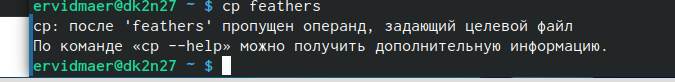 ervidmaer@dk2n27 ~ $ cp feathers
cp: после 'feathers' пропущен операнд, задающий целевой файл
По команде «cp --help» можно получить дополнительную информацию.
ervidmaer@dk2n27 ~ $